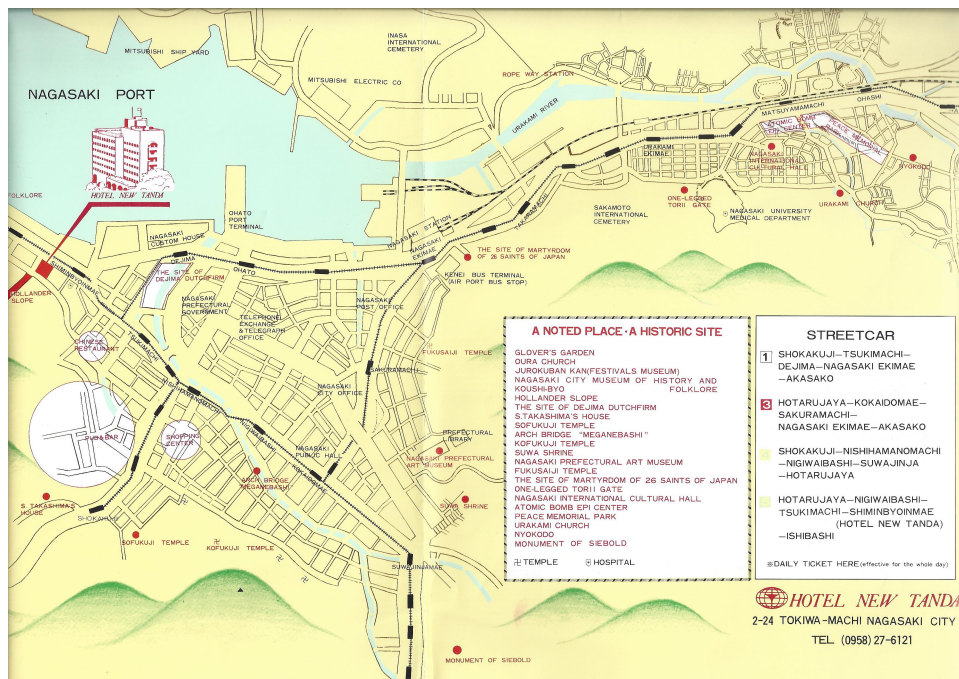 MITSUBISHI SHIP YARD
INASA
INTERNATIONAL
CEMETERY
MITSUBISHI ELECTRIC CO
ROPE WAY STATION
NAGASAKI PORT
HOTEL NEW TANDA
URAKAMI RIVER
MATSUYAMAMACHI
OHASHI
ATOMIC BOMB
EPI CENTER
PEACE MEMORIAL
URAKAMI
EKIMAE
NAGASAKI
INTERNATIONAL
CULTURAL HALL
NYOKODO
FOLKLORE
ONE-LEGGED
TORII GATE
URAKAMI CHURCH
SAKAMOTO
INTERNATIONAL
CEMETERY
NAGASAKI UNIVERSITY
MEDICAL DEPARTMENT
OHATO
PORT
TERMINAL
NAGASAKI
CUSTOM HOUSE
NAGASAKI STATION
NAGASAKI
EKIMAE
TAKARAMACHI
THE SITE OF MARTYRDOM
OF 26 SAINTS OF JAPAN
KENEI BUS TERMINAL
(AIR PORT BUS STOP)
DEJIMA
OHATO
SHIMINBYOINMAE
THE SITE OF
DEJIMA DUTCHFIRM
HOLLANDER
SLOPE
NAGASAKI
PREFECTURAL
GOVERNMENT
NAGASAKI
POST OFFICE
TELEPHONE
EXCHANGE
& TELEGRAPH
OFFICE
TSUKIMACHI
CHINESE
RESTAURANT
FUKUSAIJI TEMPLE
SAKURAMACHI
NISHIHAMANOMACHI
NAGASAKI
CITY OFFICE
PUB & BAR
SHOPPING
CENTER
NIGIWAIBASHI
NAGASAKI
PUBLIC HALL
KOKAIDOMAE
PREFECTURAL
LIBRARY
NAGASAKI PREFECTURAL
ART MUSEUM
ARCH BRIDGE
"MEGANEBASHI"
S. TAKASHIMA'S
HOUSE
SHOKAKUJI
SUWA SHRINE
SOFUKUJI TEMPLE
KOFUKUJI TEMPLE
SUWAJINJAMAE
MONUMENT OF SIEBOLD
A NOTED PLACE・A HISTORIC SITE
GLOVER'S GARDEN
OURA CHURCH
JUROKUBAN KAN(FESTIVALS MUSEUM)
NAGASAKI CITY MUSEUM OF HISTORY AND
KOUSHI-BYO FOLKLORE
HOLLANDER SLOPE
THE SITE OF DEJIMA DUTCHFIRM
S.TAKASHIMA'S HOUSE
SOFUKUJI TEMPLE
ARCH BRIDGE "MEGANEBASHI"
KOFUKUJI TEMPLE
SUWA SHRINE
NAGASAKI PREFECTURAL ART MUSEUM
FUKUSAIJI TEMPLE
THE SITE OF MARTYRDOM OF 26 SAINTS OF JAPAN
ONE-LEGGED TORII GATE
NAGASAKI INTERNATIONAL CULTURAL HALL
ATOMIC BOMB EPI CENTER
PEACE MEMORIAL PARK
URAKAMI CHURCH
NYOKODO
MONUMENT OF SIEBOLD
卍 TEMPLE HOSPITAL
STREETCAR
1 SHOKAKUJI—TSUKIMACHI—
DEJIMA—NAGASAKI EKIMAE
—AKASAKO
3 HOTARUJAYA—KOKAIDOMAE—
SAKURAMACHI—
NAGASAKI EKIMAE—AKASAKO
SHOKAKUJI—NISHIHAMANOMACHI
—NIGIWAIBASHI—SUWAJINJA
—HOTARUJAYA
HOTARUJAYA—NIGIWAIBASHI—
TSUKIMACHI—SHIMINBYOINMAE
(HOTEL NEW TANDA)
—ISHIBASHI
※DAILY TICKET HERE (effective for the whole day)
HOTEL NEW TANDA
2-24 TOKIWA-MACHI NAGASAKI CITY
TEL (0958) 27-6121